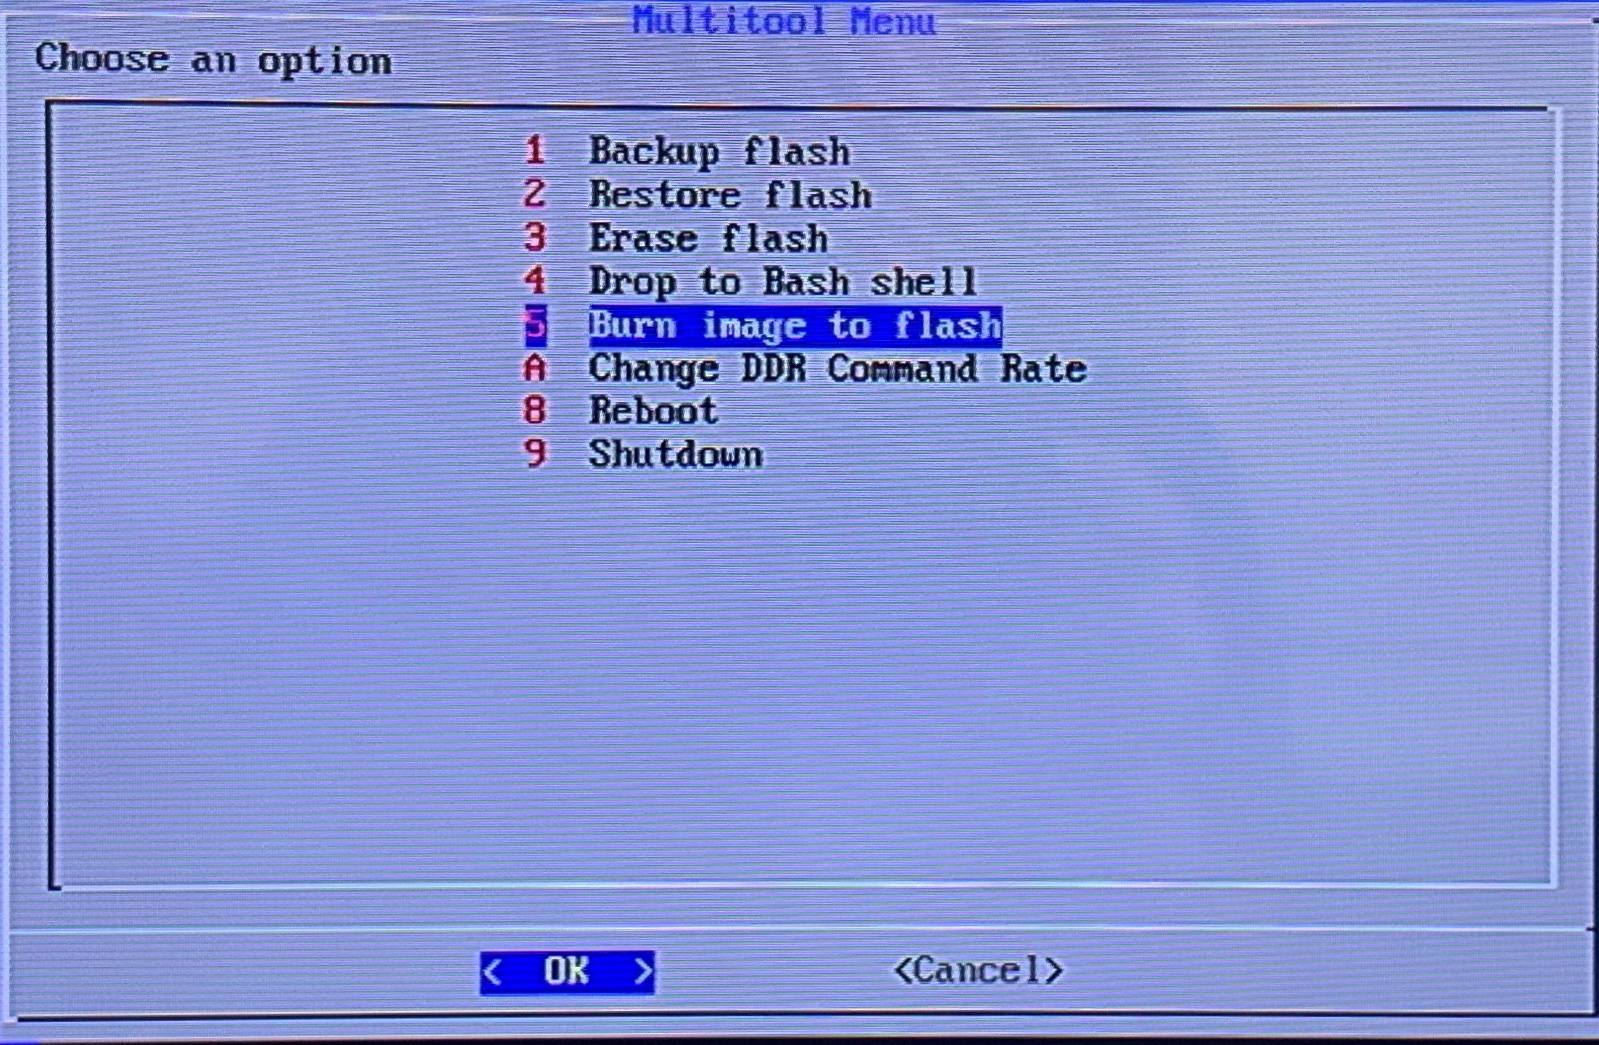 Multitool Menu
Choose an option
1 Backup flash
2 Restore flash
3 Erase flash
4 Drop to Bash shell
5 Burn image to flash
A Change DDR Command Rate
8 Reboot
9 Shutdown
< OK > <Cancel>